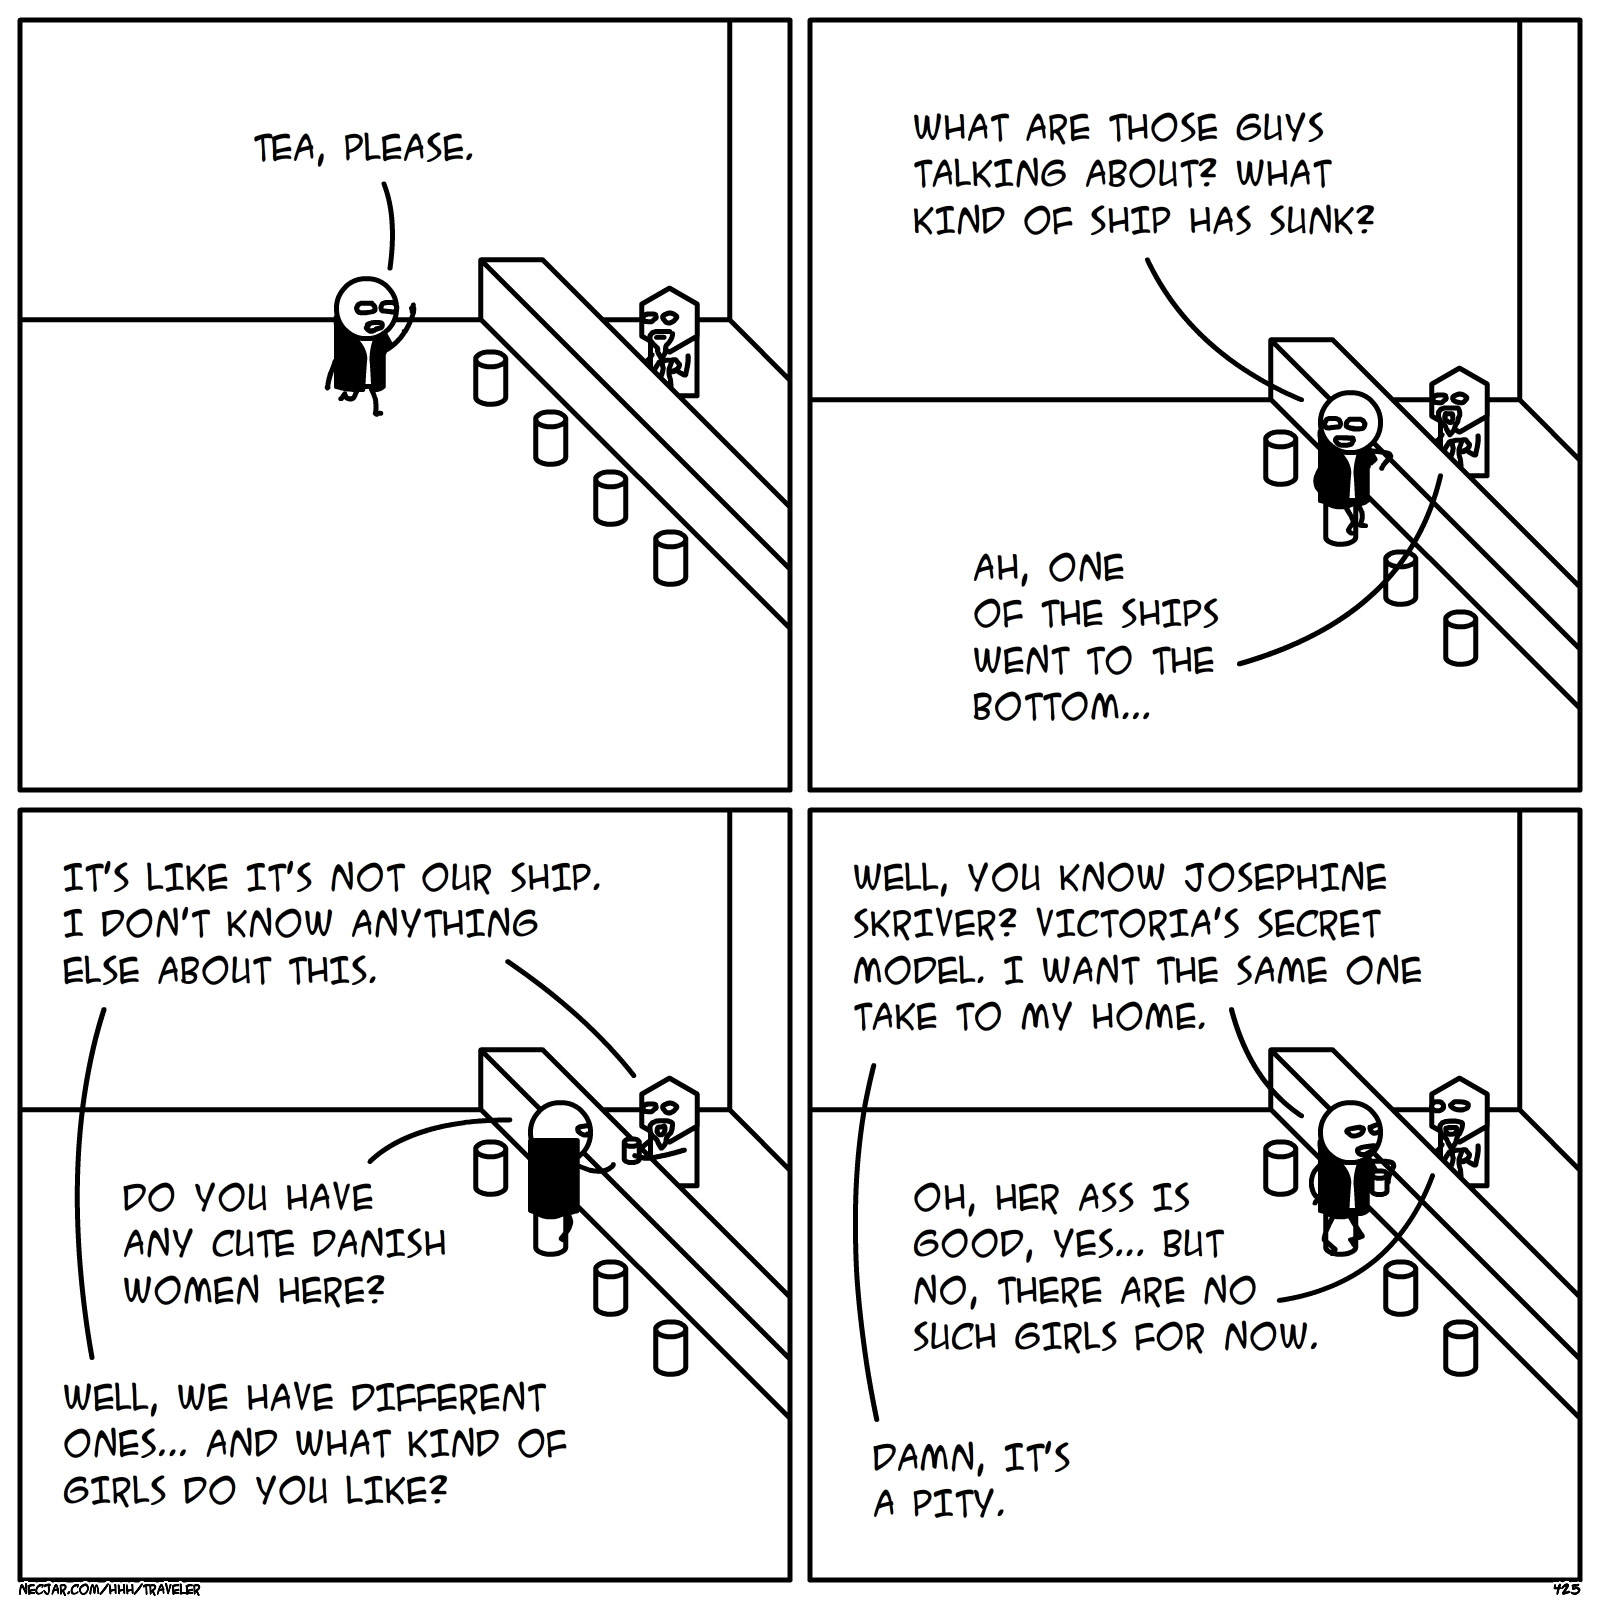 TEA, PLEASE.
WHAT ARE THOSE GUYS
TALKING ABOUT? WHAT
KIND OF SHIP HAS SUNK?
AH, ONE
OF THE SHIPS
WENT TO THE
BOTTOM...
IT'S LIKE IT'S NOT OUR SHIP.
I DON'T KNOW ANYTHING
ELSE ABOUT THIS.
DO YOU HAVE
ANY CUTE DANISH
WOMEN HERE?
WELL, WE HAVE DIFFERENT
ONES... AND WHAT KIND OF
GIRLS DO YOU LIKE?
WELL, YOU KNOW JOSEPHINE
SKRIVER? VICTORIA'S SECRET
MODEL. I WANT THE SAME ONE
TAKE TO MY HOME.
OH, HER ASS IS
GOOD, YES... BUT
NO, THERE ARE NO
SUCH GIRLS FOR NOW.
DAMN, IT'S
A PITY.
NECJAR.COM/HHH/TRAVELER
425